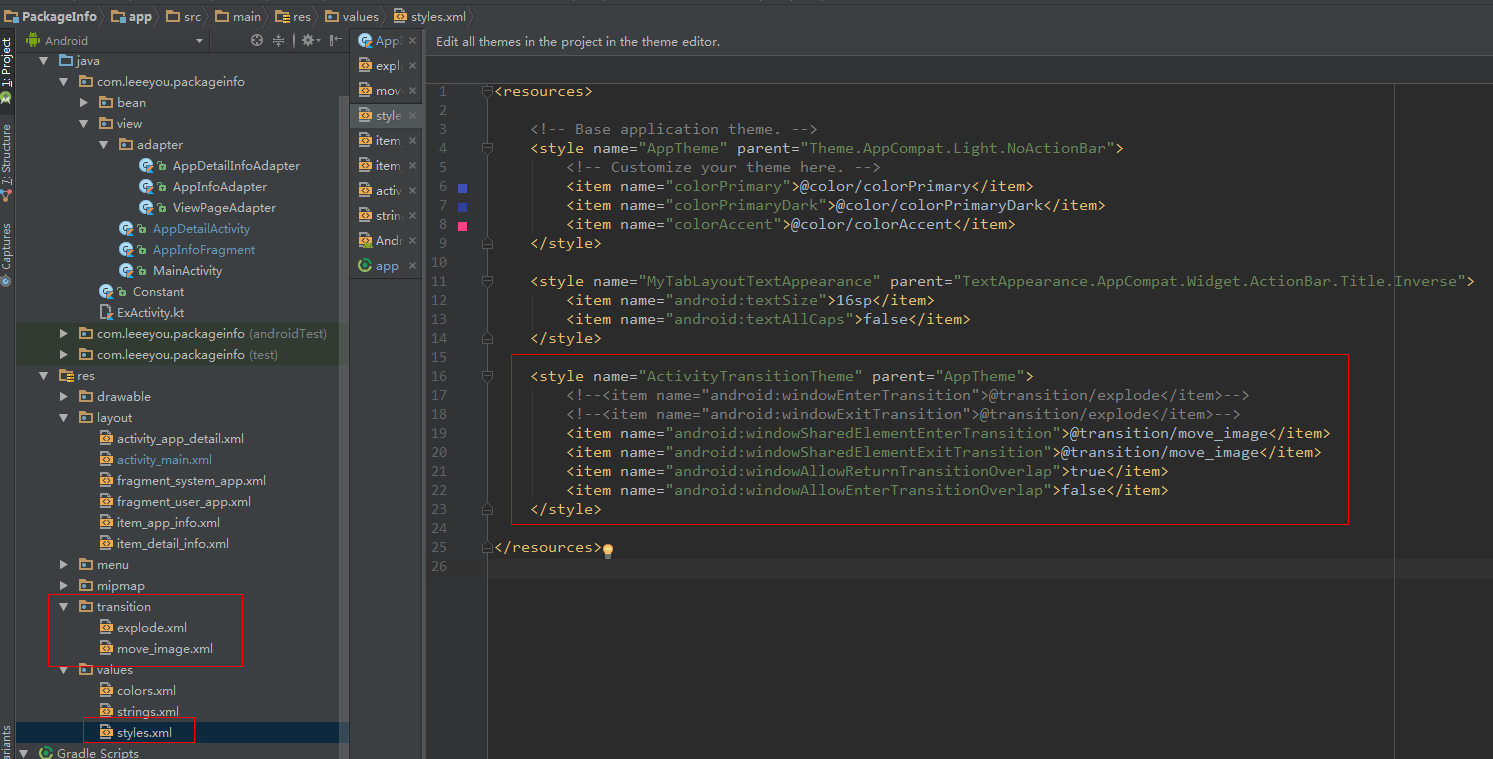 PackageInfo app src main res values styles.xml
Android
1: Project
7: Structure
Captures
java
com.leeeyou.packageinfo
bean
view
adapter
AppDetailInfoAdapter
AppInfoAdapter
ViewPageAdapter
AppDetailActivity
AppInfoFragment
MainActivity
Constant
ExActivity.kt
com.leeeyou.packageinfo (androidTest)
com.leeeyou.packageinfo (test)
res
drawable
layout
activity_app_detail.xml
activity_main.xml
fragment_system_app.xml
fragment_user_app.xml
item_app_info.xml
item_detail_info.xml
menu
mipmap
transition
explode.xml
move_image.xml
values
colors.xml
strings.xml
styles.xml
Gradle Scripts
expl
mov
style
item
item
activ
strin
Andr
app
Edit all themes in the project in the theme editor.
1 <resources>
2
3 <!-- Base application theme. -->
4 <style name="AppTheme" parent="Theme.AppCompat.Light.NoActionBar">
5 <!-- Customize your theme here. -->
6 <item name="colorPrimary">@color/colorPrimary</item>
7 <item name="colorPrimaryDark">@color/colorPrimaryDark</item>
8 <item name="colorAccent">@color/colorAccent</item>
9 </style>
10
11 <style name="MyTabLayoutTextAppearance" parent="TextAppearance.AppCompat.Widget.ActionBar.Title.Inverse">
12 <item name="android:textSize">16sp</item>
13 <item name="android:textAllCaps">false</item>
14 </style>
15
16 <style name="ActivityTransitionTheme" parent="AppTheme">
17 <!--<item name="android:windowEnterTransition">@transition/explode</item>-->
18 <!--<item name="android:windowExitTransition">@transition/explode</item>-->
19 <item name="android:windowSharedElementEnterTransition">@transition/move_image</item>
20 <item name="android:windowSharedElementExitTransition">@transition/move_image</item>
21 <item name="android:windowAllowReturnTransitionOverlap">true</item>
22 <item name="android:windowAllowEnterTransitionOverlap">false</item>
23 </style>
24
25 </resources>
26